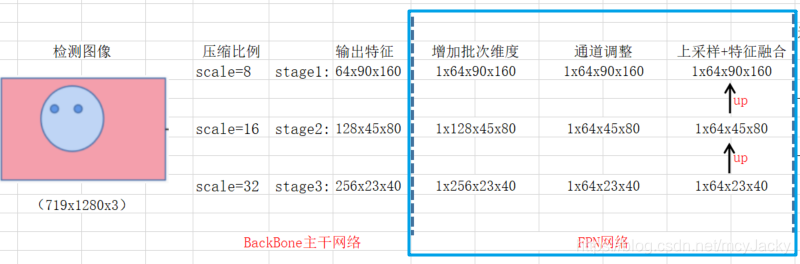 检测图像 压缩比例 输出特征 增加批次维度 通道调整 上采样+特征融合
scale=8 stage1: 64x90x160 1x64x90x160 1x64x90x160 1x64x90x160
up
scale=16 stage2: 128x45x80 1x128x45x80 1x64x45x80 1x64x45x80
up
scale=32 stage3: 256x23x40 1x256x23x40 1x64x23x40 1x64x23x40
(719x1280x3)
BackBone主干网络 FPN网络